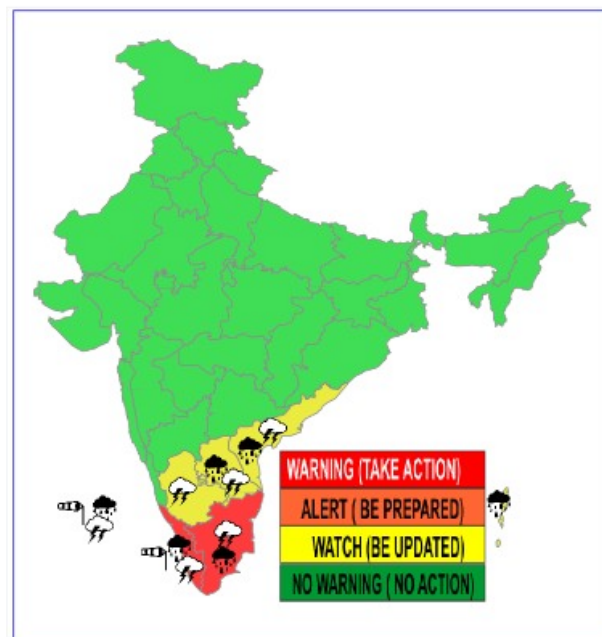 WARNING (TAKE ACTION)
ALERT ( BE PREPARED)
WATCH (BE UPDATED)
NO WARNING ( NO ACTION)